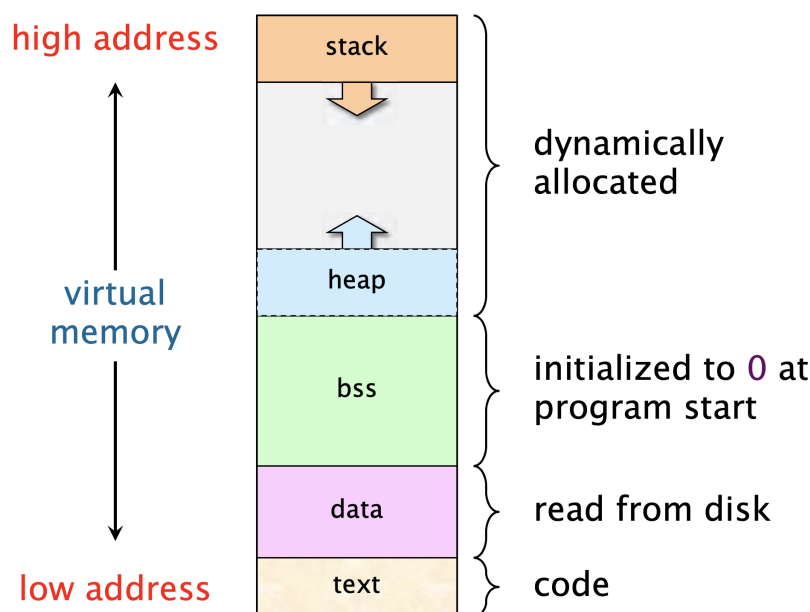 high address
stack
dynamically
allocated
virtual
memory
heap
bss
initialized to 0 at
program start
data
read from disk
low address
text
code